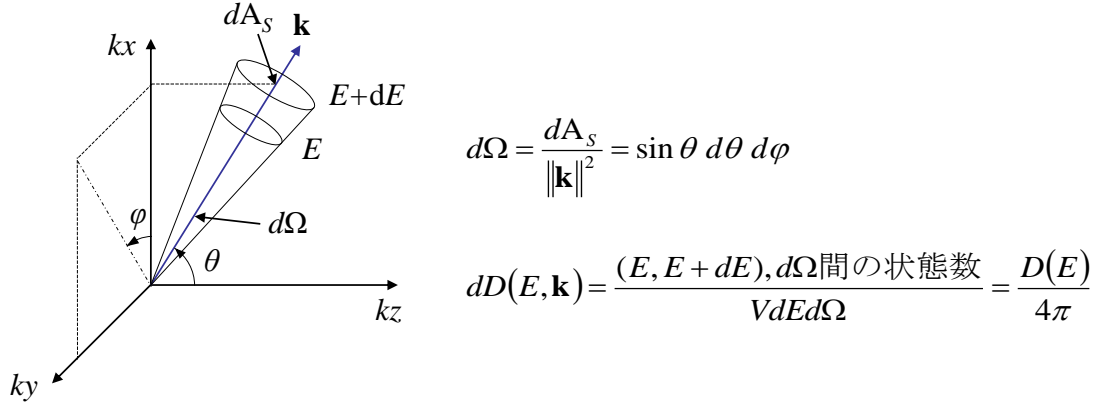 dA_S
k
kx
E+dE
E
φ
dΩ
θ
kz
ky
dΩ = dA_S / ‖k‖² = sin θ dθ dφ
dD(E, k) = (E, E + dE), dΩ間の状態数 / VdEdΩ = D(E) / 4π